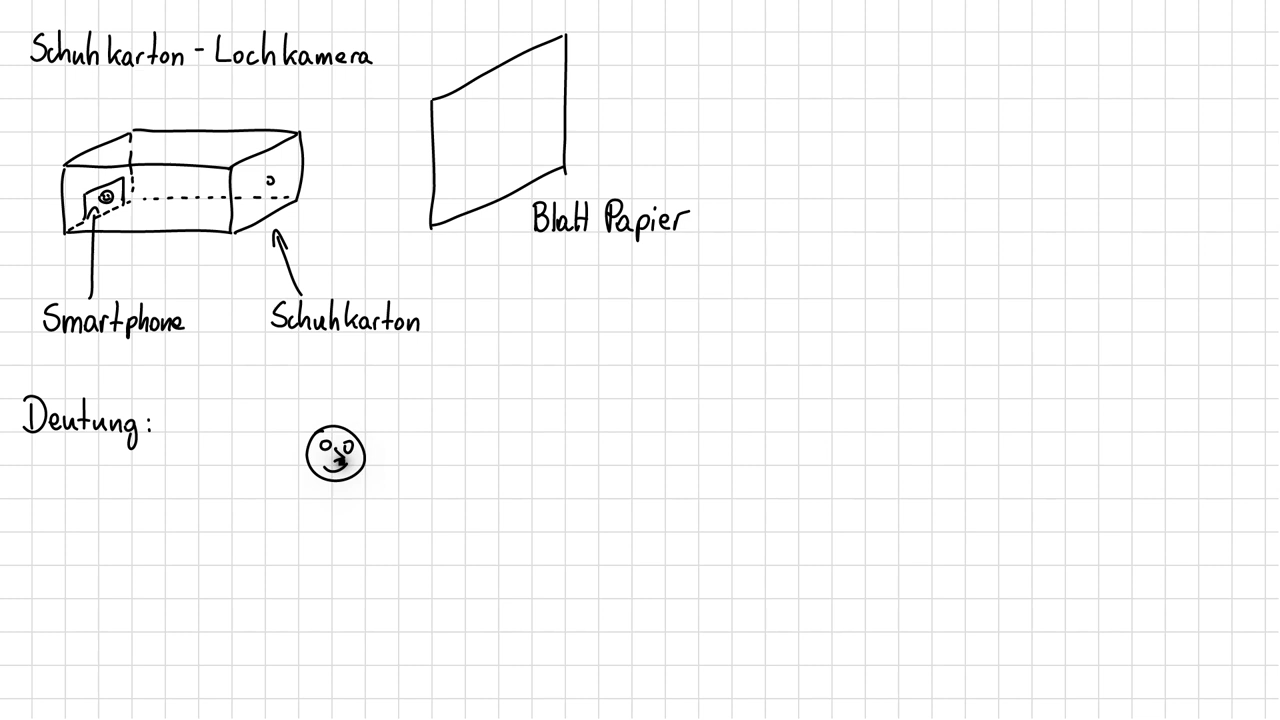 Schuhkarton - Lochkamera
Blatt Papier
Smartphone
Schuhkarton
Deutung: